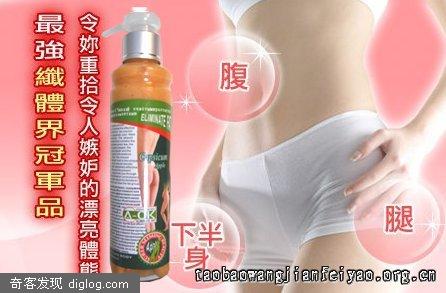 最強纖體界冠軍品
令妳重拾令人嫉妒的漂亮體態
ELIMINATE
Capsicum
A-OK
腹
腿
下半
身
taobaowangjianfeiyao.org.cn
奇客发现 diglog.com